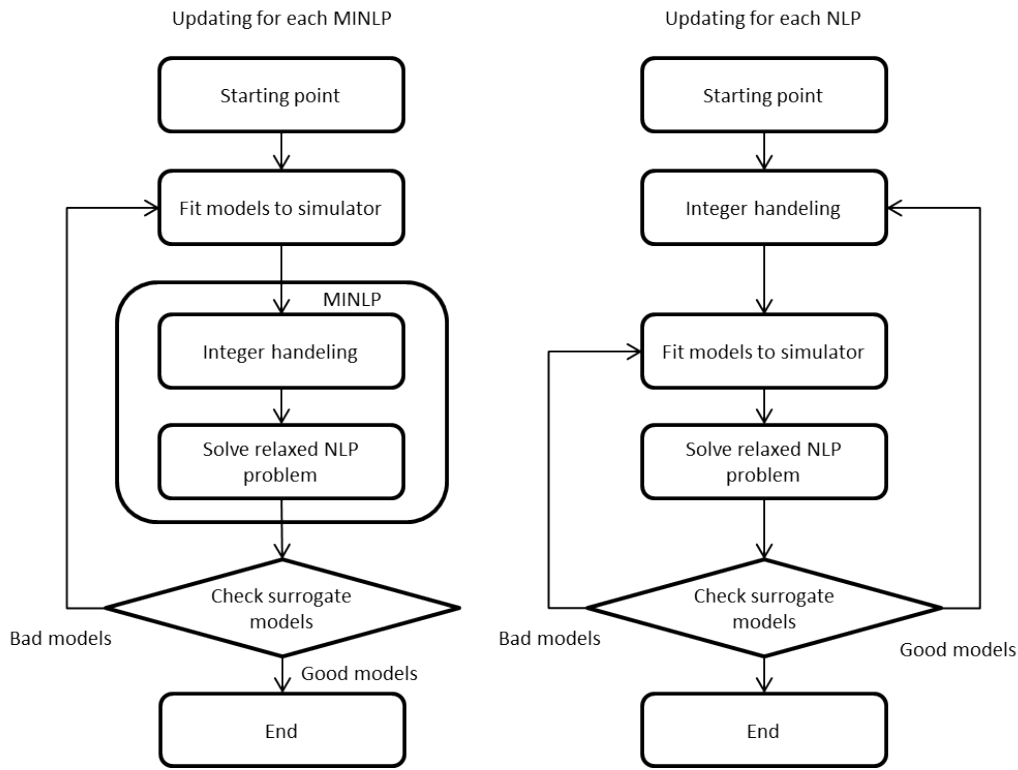 Updating for each MINLP
Starting point
Fit models to simulator
MINLP
Integer handeling
Solve relaxed NLP
problem
Check surrogate
models
Bad models
Good models
End
Updating for each NLP
Starting point
Integer handeling
Fit models to simulator
Solve relaxed NLP
problem
Check surrogate
models
Bad models
Good models
End